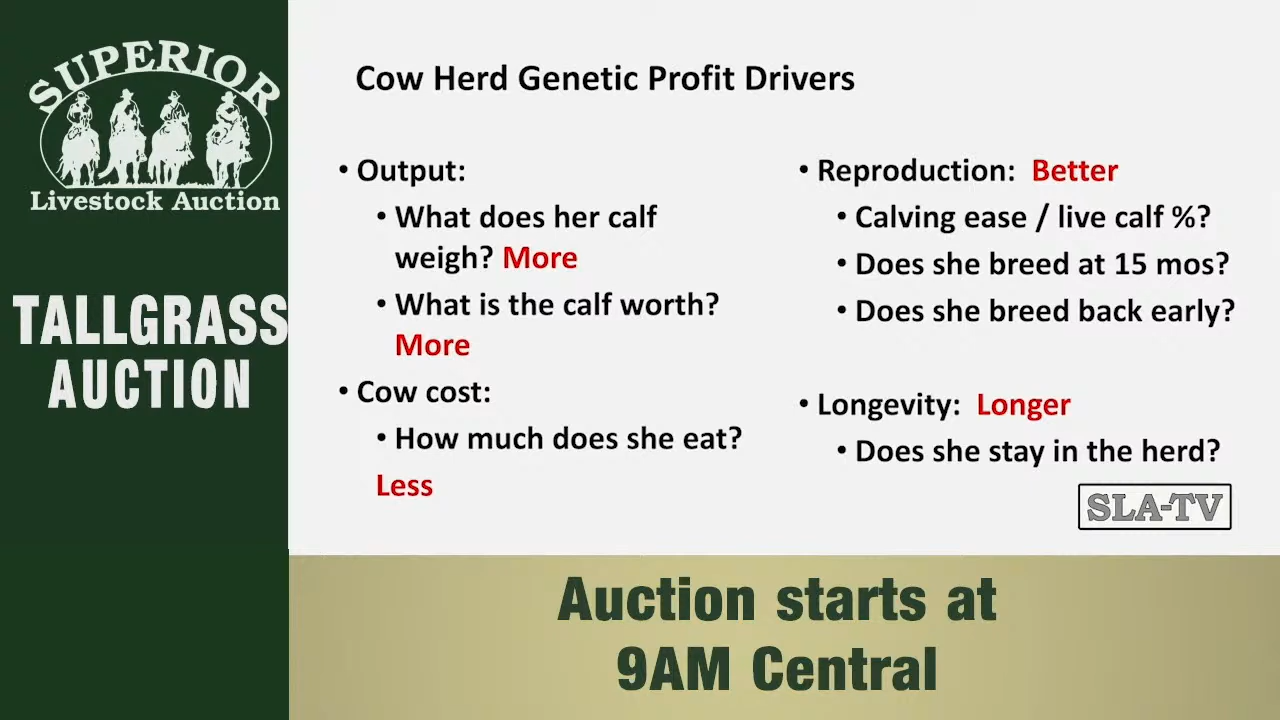 SUPERIOR
Livestock Auction
TALLGRASS
AUCTION
Cow Herd Genetic Profit Drivers
• Output:
• What does her calf
weigh? More
• What is the calf worth?
More
• Cow cost:
• How much does she eat?
Less
• Reproduction: Better
• Calving ease / live calf %?
• Does she breed at 15 mos?
• Does she breed back early?
• Longevity: Longer
• Does she stay in the herd?
SLA-TV
Auction starts at
9AM Central